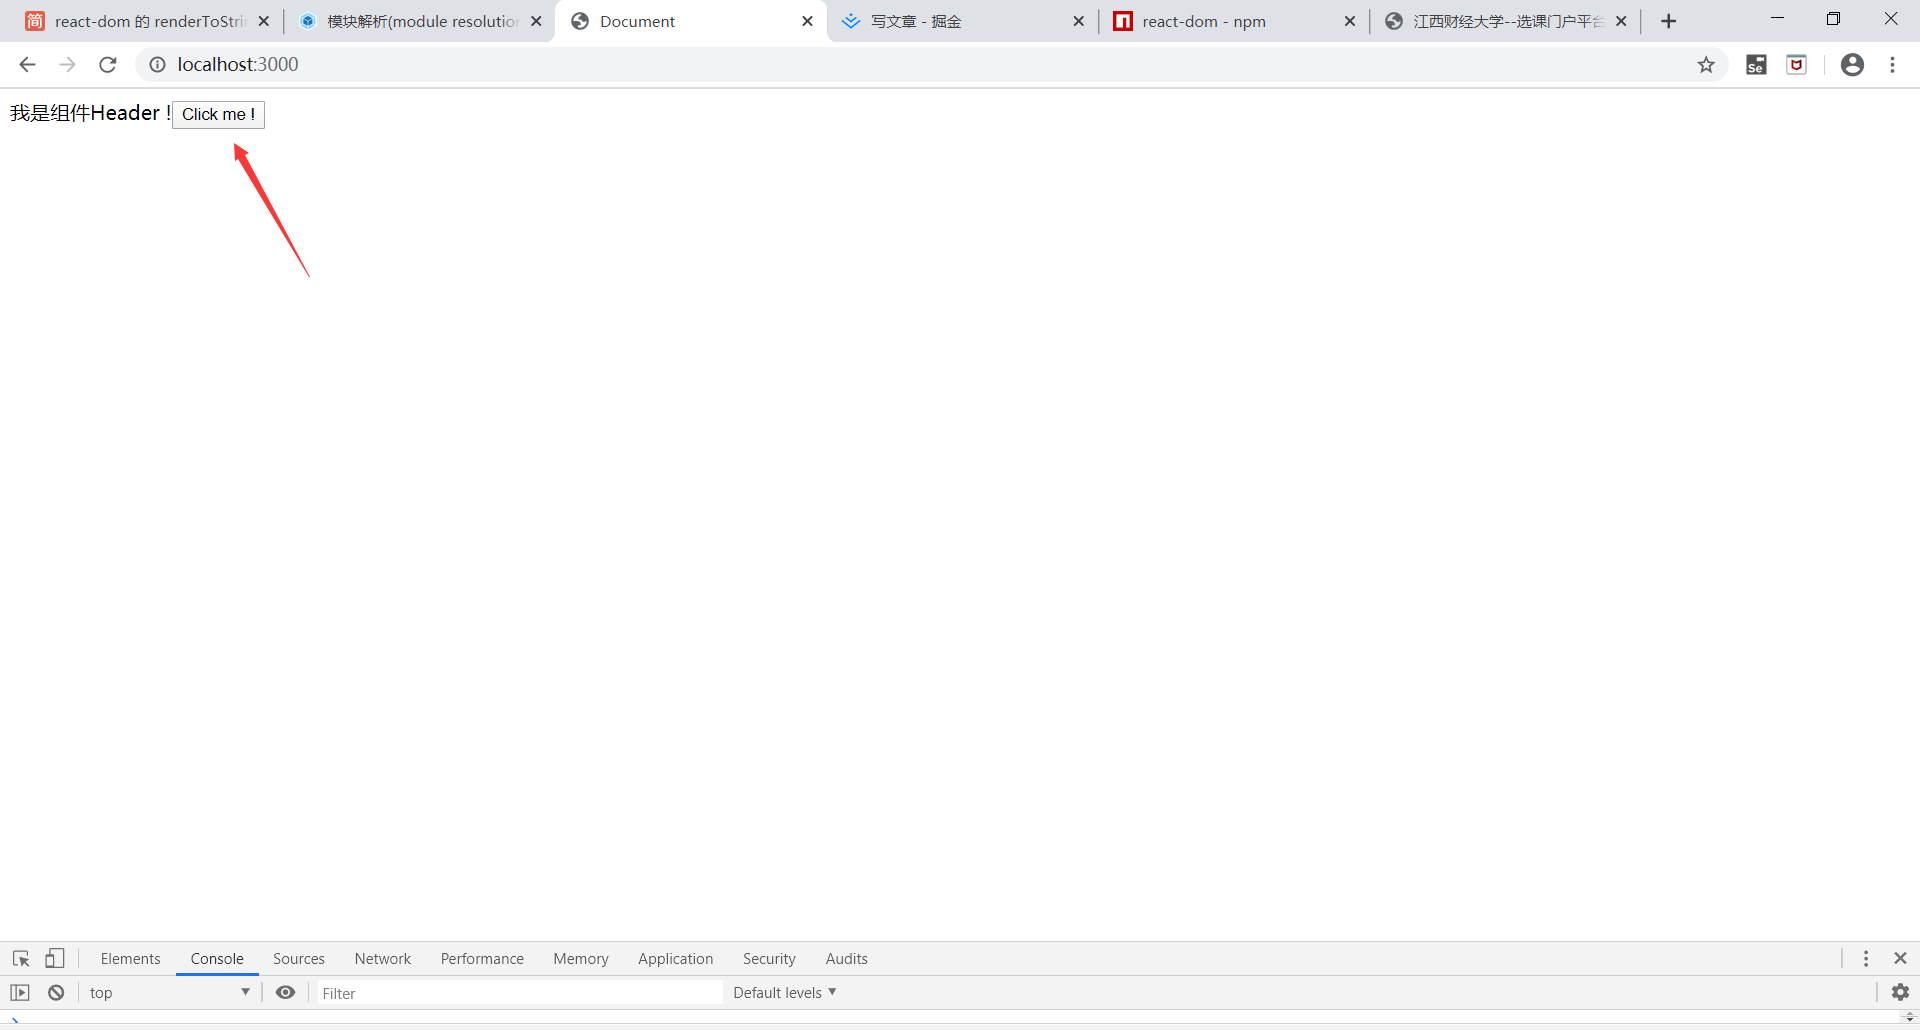 简 react-dom 的 renderToStri
模块解析(module resolution
Document
写文章 - 掘金
react-dom - npm
江西财经大学--选课门户平台
localhost:3000
Se
我是组件Header !
Click me !
Elements Console Sources Network Performance Memory Application Security Audits
top Filter Default levels